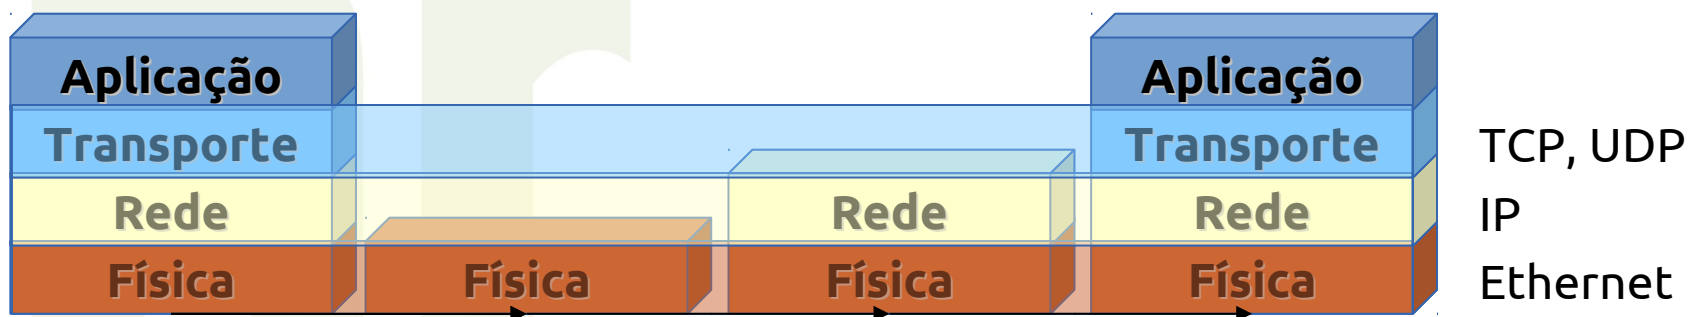 Aplicação Aplicação
Transporte Transporte TCP, UDP
Rede Rede Rede IP
Física Física Física Física Ethernet